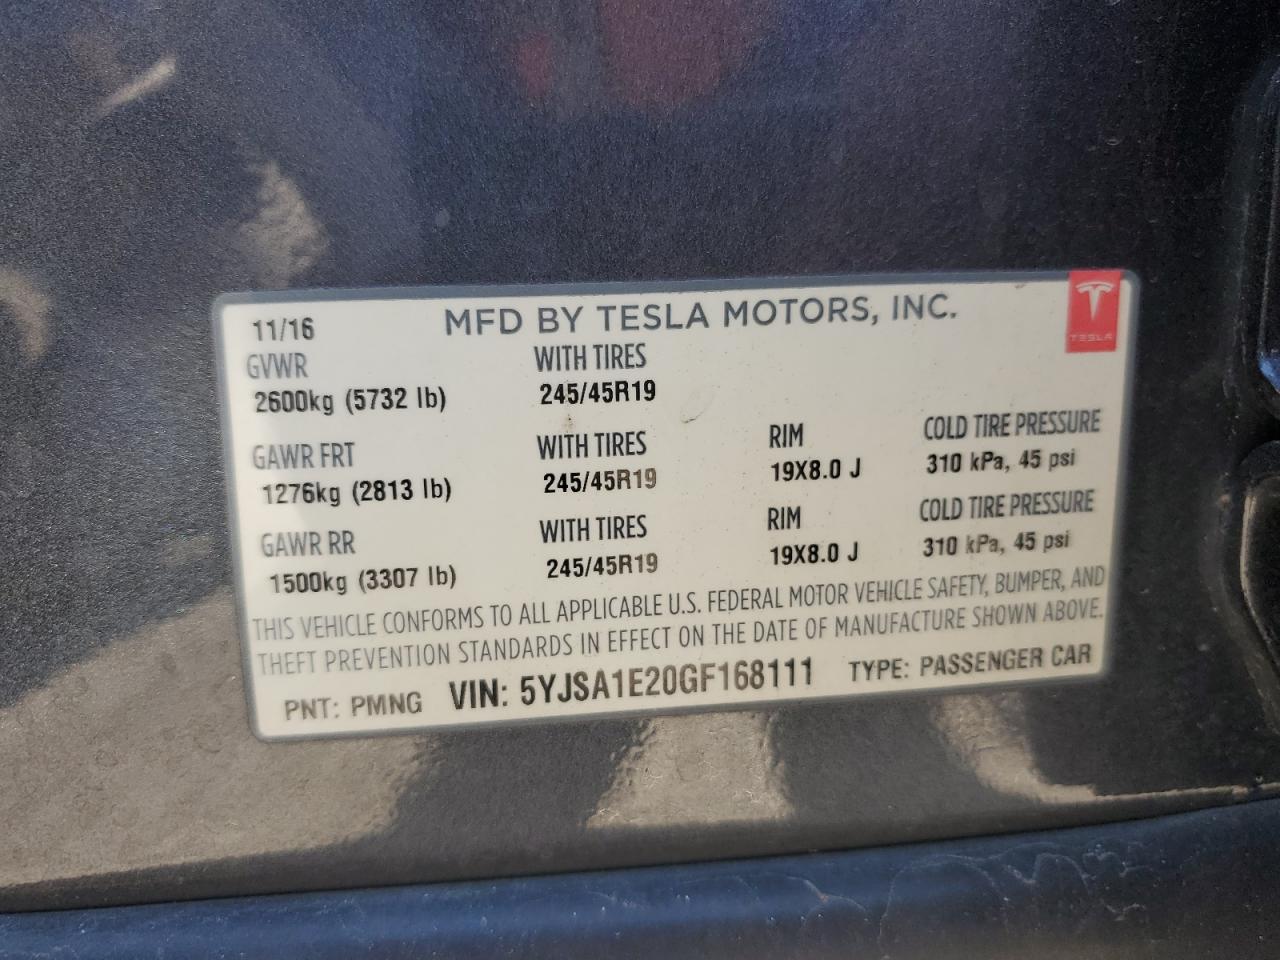 11/16 MFD BY TESLA MOTORS, INC. TESLA
GVWR WITH TIRES
2600kg (5732 lb) 245/45R19
GAWR FRT WITH TIRES RIM COLD TIRE PRESSURE
1276kg (2813 lb) 245/45R19 19X8.0 J 310 kPa, 45 psi
GAWR RR WITH TIRES RIM COLD TIRE PRESSURE
1500kg (3307 lb) 245/45R19 19X8.0 J 310 kPa, 45 psi
THIS VEHICLE CONFORMS TO ALL APPLICABLE U.S. FEDERAL MOTOR VEHICLE SAFETY, BUMPER, AND
THEFT PREVENTION STANDARDS IN EFFECT ON THE DATE OF MANUFACTURE SHOWN ABOVE.
PNT: PMNG VIN: 5YJSA1E20GF168111 TYPE: PASSENGER CAR